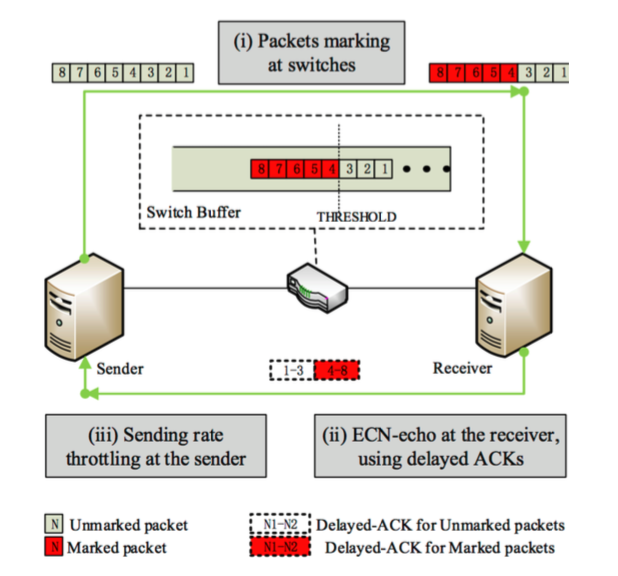 (i) Packets marking
at switches
8 7 6 5 4 3 2 1
8 7 6 5 4 3 2 1
8 7 6 5 4 3 2 1
Switch Buffer
THRESHOLD
Sender
1-3 4-8
Receiver
(iii) Sending rate
throttling at the sender
(ii) ECN-echo at the receiver,
using delayed ACKs
N Unmarked packet
N1-N2 Delayed-ACK for Unmarked packets
N Marked packet
N1-N2 Delayed-ACK for Marked packets